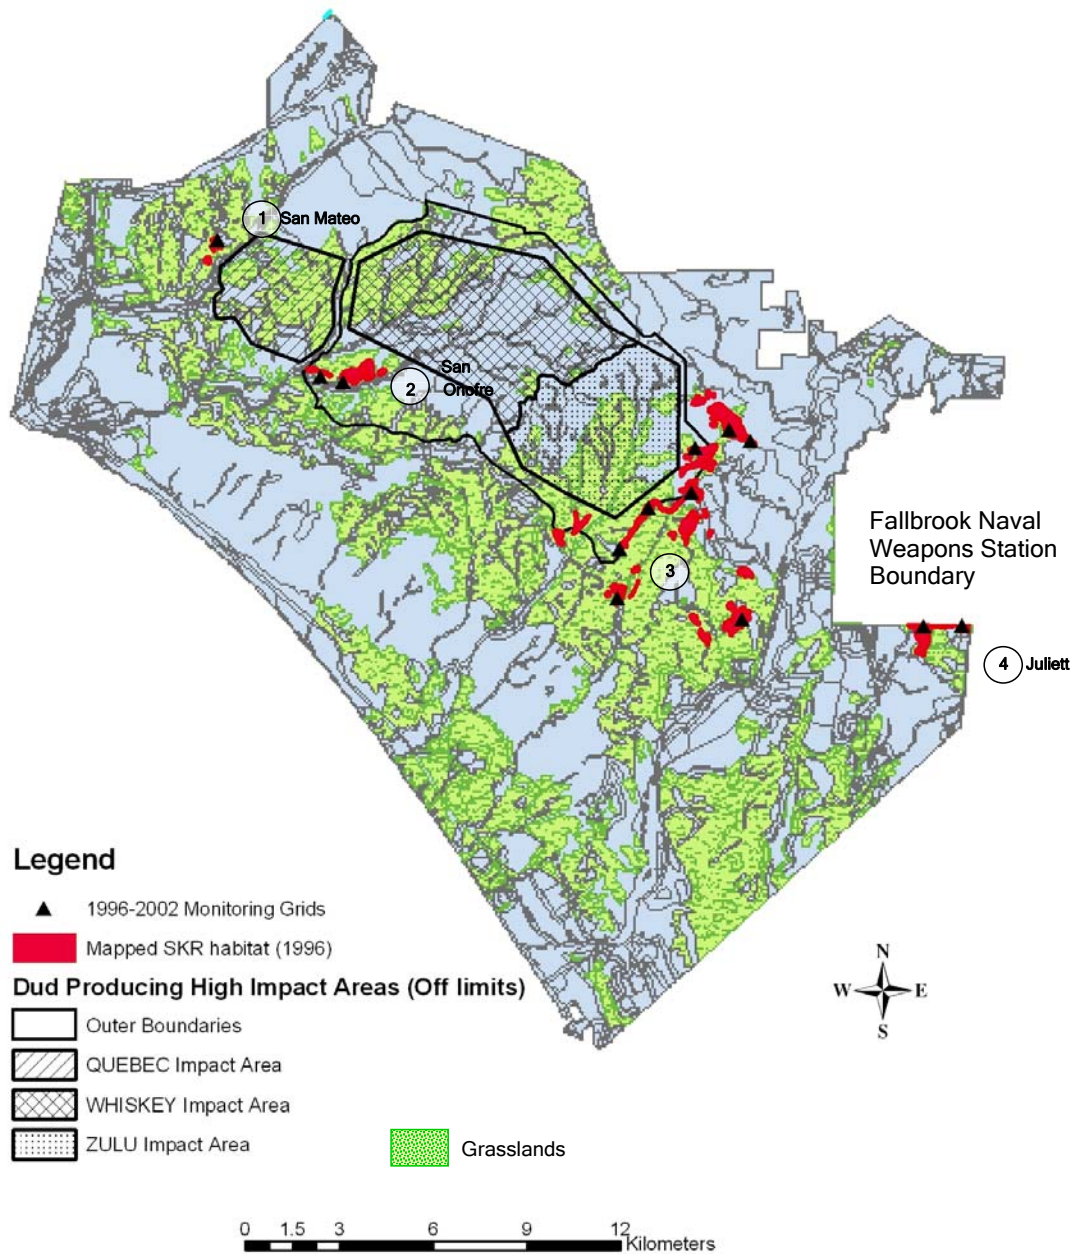 1 San Mateo
San
2 Onofre
Fallbrook Naval
Weapons Station
Boundary
3
4 Juliett
Legend
1996-2002 Monitoring Grids
Mapped SKR habitat (1996)
Dud Producing High Impact Areas (Off limits)
Outer Boundaries
QUEBEC Impact Area
WHISKEY Impact Area
ZULU Impact Area
Grasslands
N
W E
S
0 1.5 3 6 9 12
Kilometers